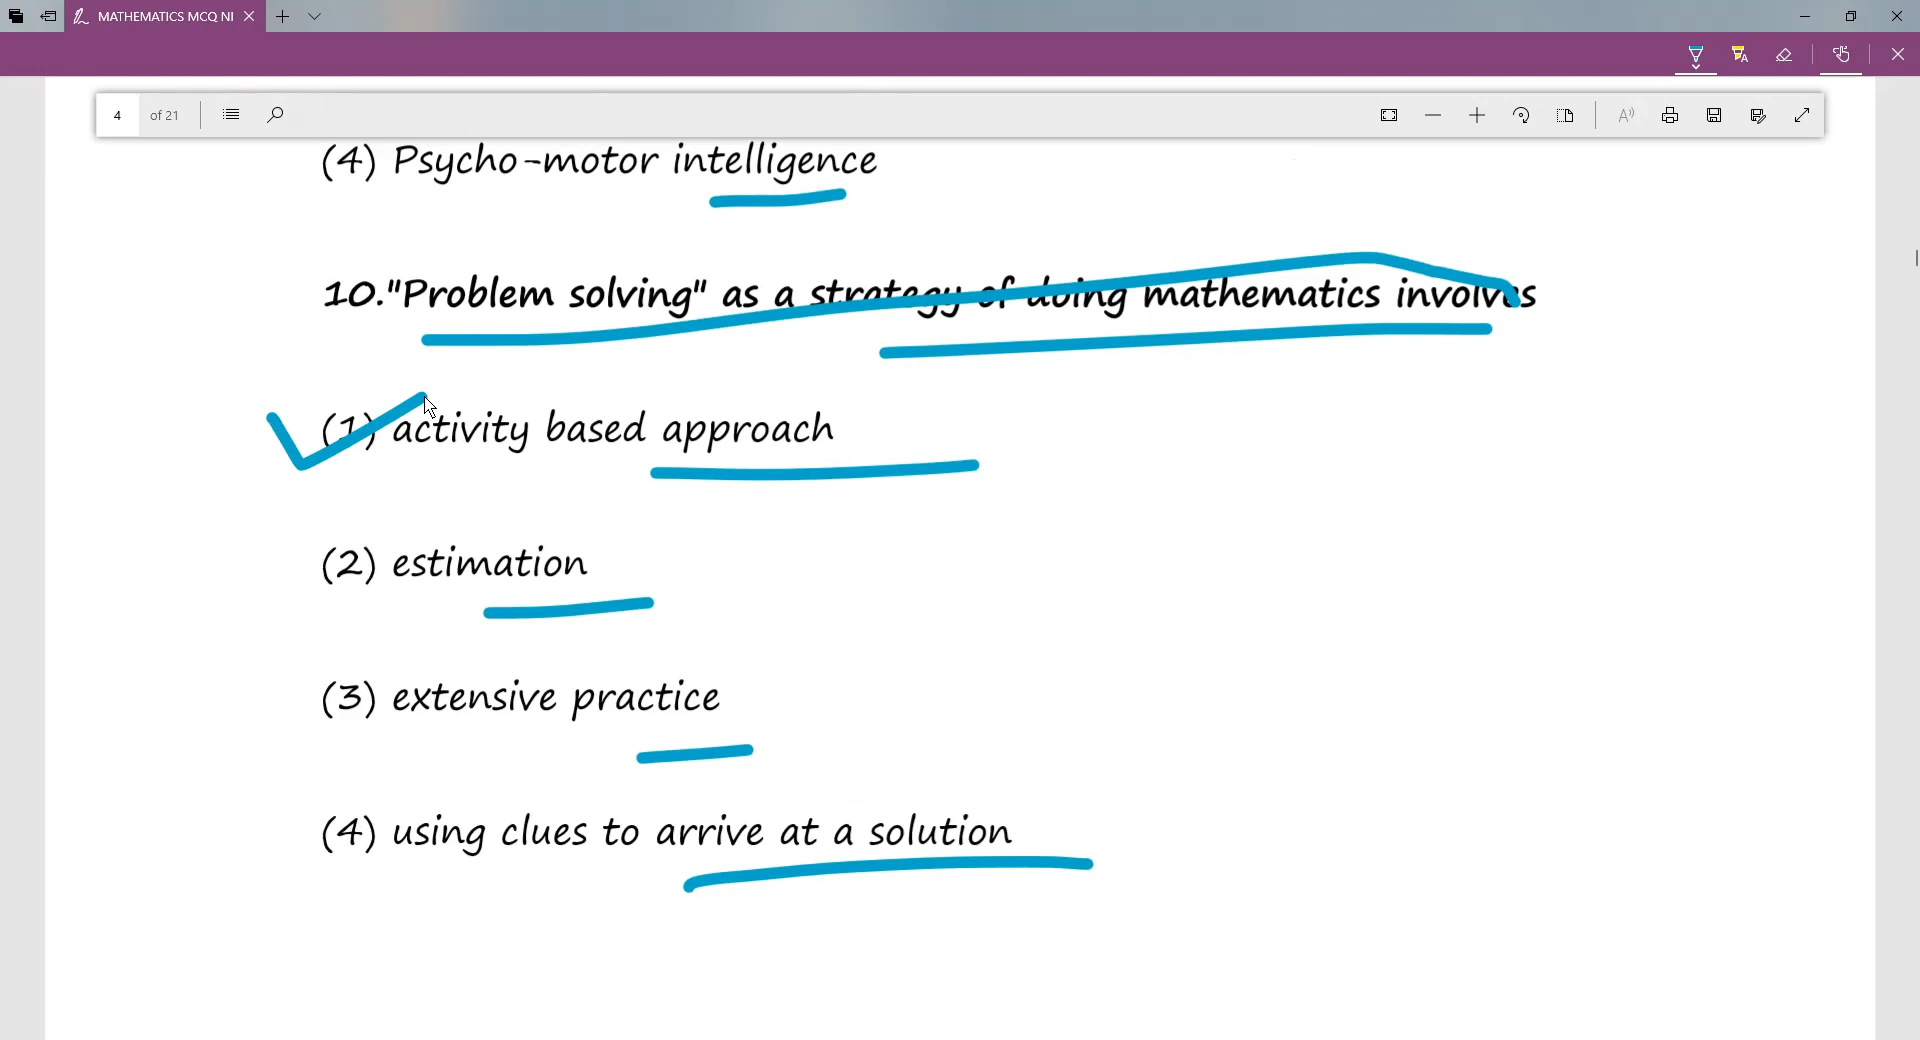 MATHEMATICS MCQ NI
4 of 21
(4) Psycho-motor intelligence
10."Problem solving" as a strategy of doing mathematics involves
(1) activity based approach
(2) estimation
(3) extensive practice
(4) using clues to arrive at a solution